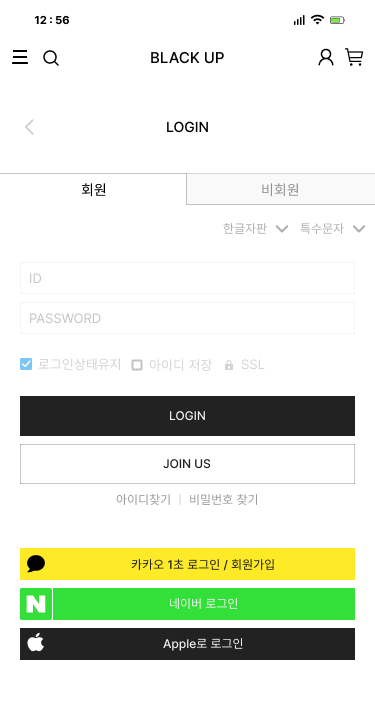 12 : 56
BLACK UP
LOGIN
회원 비회원
한글자판 특수문자
ID
PASSWORD
로그인상태유지 아이디 저장 SSL
LOGIN
JOIN US
아이디찾기 | 비밀번호 찾기
카카오 1초 로그인 / 회원가입
N 네이버 로그인
Apple로 로그인